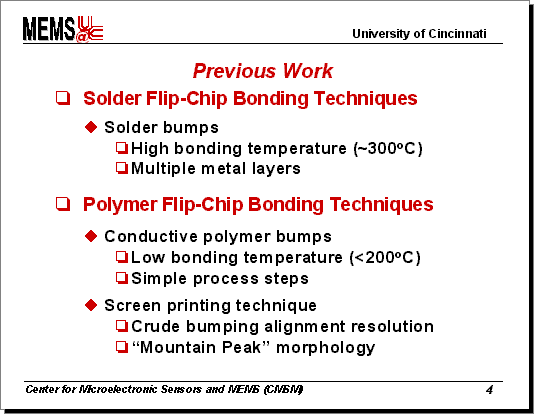 MEMS@UC
University of Cincinnati
Previous Work
❑ Solder Flip-Chip Bonding Techniques
◆ Solder bumps
❑ High bonding temperature (~300ºC)
❑ Multiple metal layers
❑ Polymer Flip-Chip Bonding Techniques
◆ Conductive polymer bumps
❑ Low bonding temperature (<200ºC)
❑ Simple process steps
◆ Screen printing technique
❑ Crude bumping alignment resolution
❑ “Mountain Peak” morphology
Center for Microelectronic Sensors and MEMS (CMSM)
4